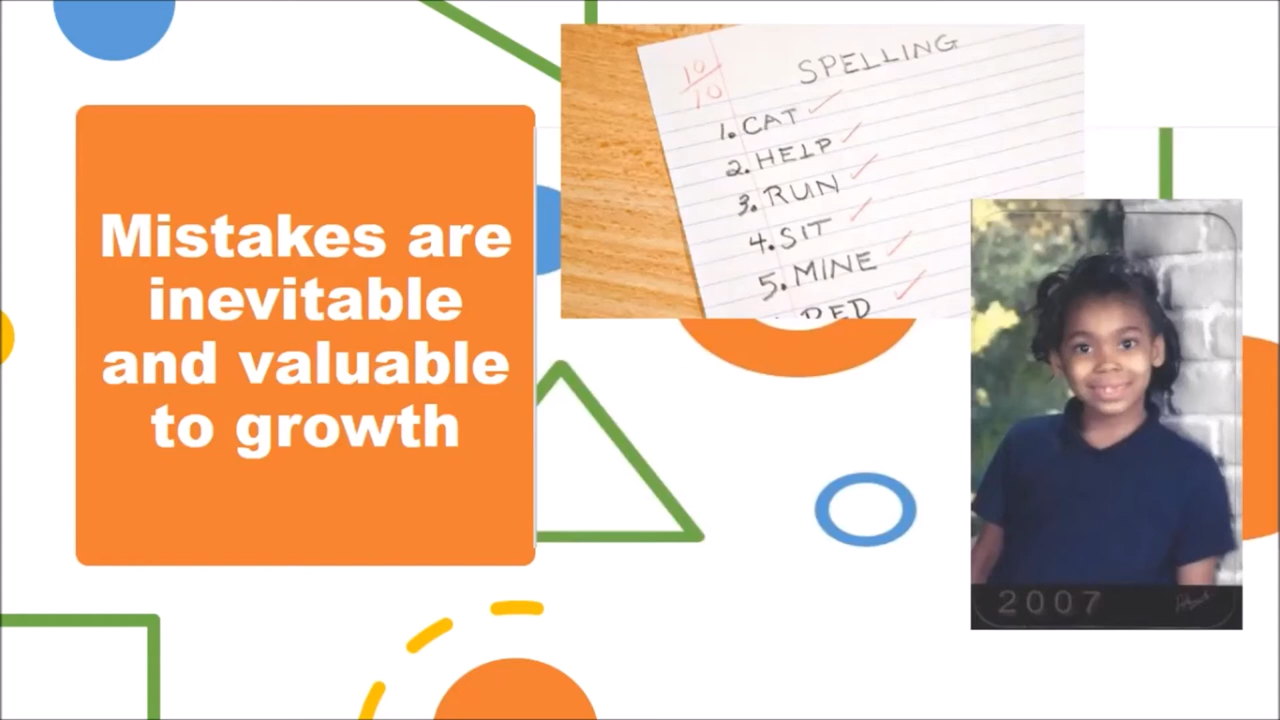 Mistakes are
inevitable
and valuable
to growth
10/10
SPELLING
1. CAT
2. HELP
3. RUN
4. SIT
5. MINE
RED
2007